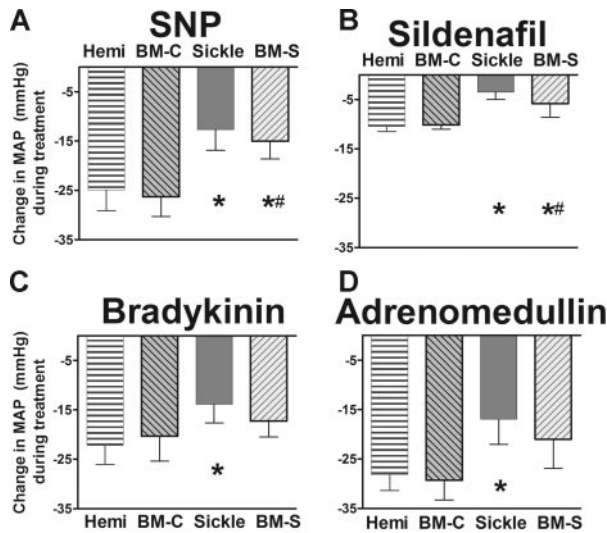 A
SNP
Hemi BM-C Sickle BM-S
Change in MAP (mmHg)
during treatment
-5
-15
-25
-35
* *#
B
Sildenafil
Hemi BM-C Sickle BM-S
-5
-15
-25
-35
* *#
C
Bradykinin
Change in MAP (mmHg)
during treatment
-5
-15
-25
-35
*
Hemi BM-C Sickle BM-S
D
Adrenomedullin
-5
-15
-25
-35
*
Hemi BM-C Sickle BM-S